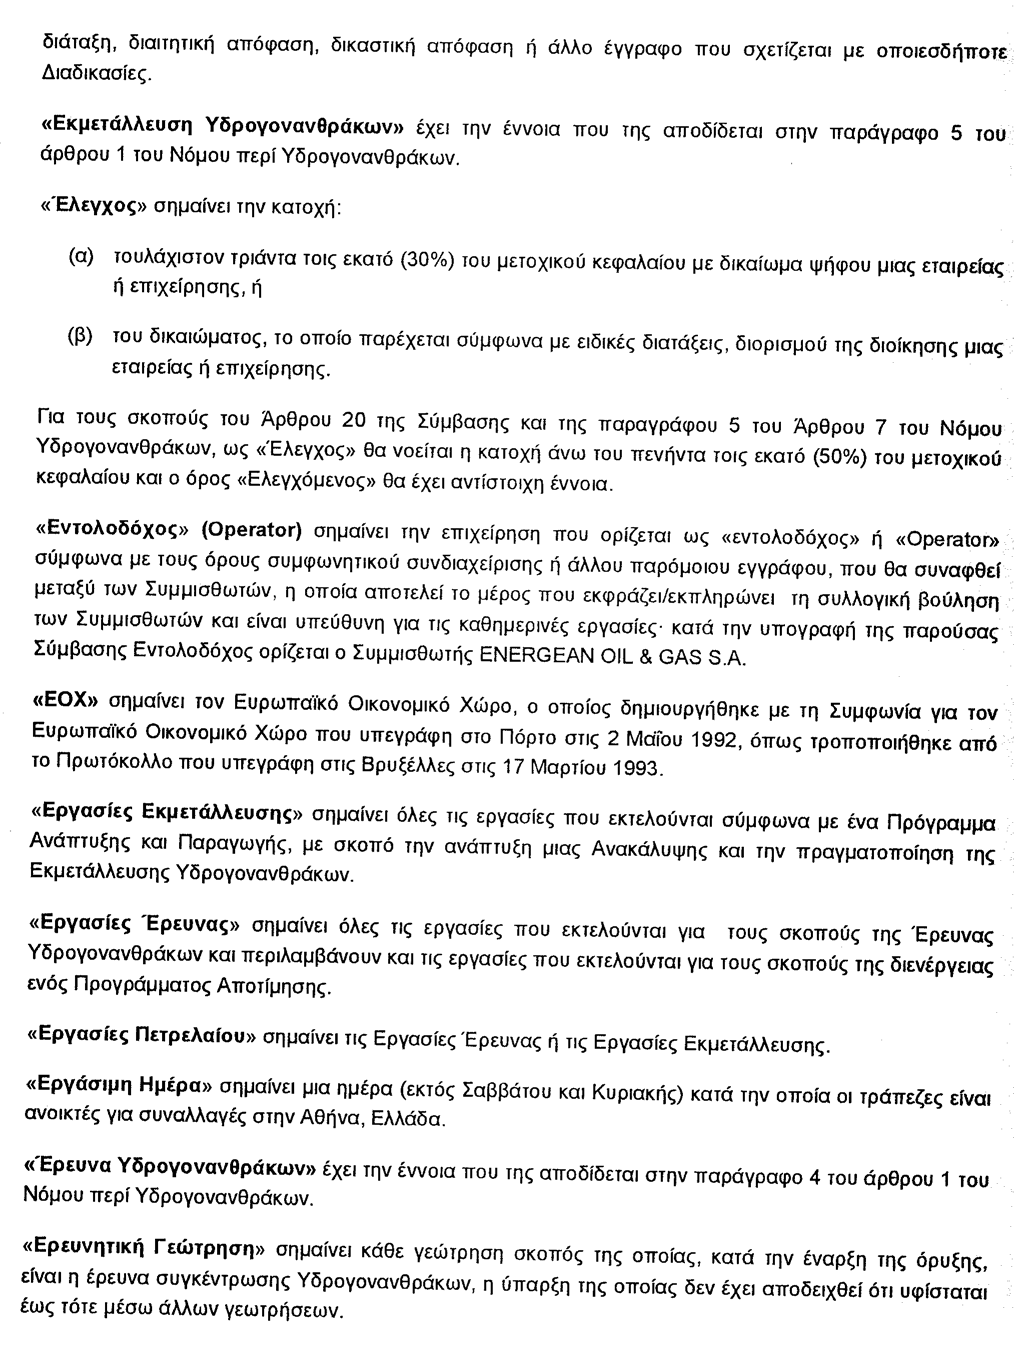 διάταξη, διαιτητική απόφαση, δικαστική απόφαση ή άλλο έγγραφο που σχετίζεται με οποιεσδήποτε
Διαδικασίες.
«Εκμετάλλευση Υδρογονανθράκων» έχει την έννοια που της αποδίδεται στην παράγραφο 5 του
άρθρου 1 του Νόμου περί Υδρογονανθράκων.
«Έλεγχος» σημαίνει την κατοχή:
(α) τουλάχιστον τριάντα τοις εκατό (30%) του μετοχικού κεφαλαίου με δικαίωμα ψήφου μιας εταιρείας
ή επιχείρησης, ή
(β) του δικαιώματος, το οποίο παρέχεται σύμφωνα με ειδικές διατάξεις, διορισμού της διοίκησης μιας
εταιρείας ή επιχείρησης.
Για τους σκοπούς του Άρθρου 20 της Σύμβασης και της παραγράφου 5 του Άρθρου 7 του Νόμου
Υδρογονανθράκων, ως «Έλεγχος» θα νοείται η κατοχή άνω του πενήντα τοις εκατό (50%) του μετοχικού
κεφαλαίου και ο όρος «Ελεγχόμενος» θα έχει αντίστοιχη έννοια.
«Εντολοδόχος» (Operator) σημαίνει την επιχείρηση που ορίζεται ως «εντολοδόχος» ή «Operator»
σύμφωνα με τους όρους συμφωνητικού συνδιαχείρισης ή άλλου παρόμοιου εγγράφου, που θα συναφθεί
μεταξύ των Συμμισθωτών, η οποία αποτελεί το μέρος που εκφράζει/εκπληρώνει τη συλλογική βούληση
των Συμμισθωτών και είναι υπεύθυνη για τις καθημερινές εργασίες· κατά την υπογραφή της παρούσας
Σύμβασης Εντολοδόχος ορίζεται ο Συμμισθωτής ENERGEAN OIL & GAS S.A.
«ΕΟΧ» σημαίνει τον Ευρωπαϊκό Οικονομικό Χώρο, ο οποίος δημιουργήθηκε με τη Συμφωνία για τον
Ευρωπαϊκό Οικονομικό Χώρο που υπεγράφη στο Πόρτο στις 2 Μαΐου 1992, όπως τροποποιήθηκε από
το Πρωτόκολλο που υπεγράφη στις Βρυξέλλες στις 17 Μαρτίου 1993.
«Εργασίες Εκμετάλλευσης» σημαίνει όλες τις εργασίες που εκτελούνται σύμφωνα με ένα Πρόγραμμα
Ανάπτυξης και Παραγωγής, με σκοπό την ανάπτυξη μιας Ανακάλυψης και την πραγματοποίηση της
Εκμετάλλευσης Υδρογονανθράκων.
«Εργασίες Έρευνας» σημαίνει όλες τις εργασίες που εκτελούνται για τους σκοπούς της Έρευνας
Υδρογονανθράκων και περιλαμβάνουν και τις εργασίες που εκτελούνται για τους σκοπούς της διενέργειας
ενός Προγράμματος Αποτίμησης.
«Εργασίες Πετρελαίου» σημαίνει τις Εργασίες Έρευνας ή τις Εργασίες Εκμετάλλευσης.
«Εργάσιμη Ημέρα» σημαίνει μια ημέρα (εκτός Σαββάτου και Κυριακής) κατά την οποία οι τράπεζες είναι
ανοικτές για συναλλαγές στην Αθήνα, Ελλάδα.
«Έρευνα Υδρογονανθράκων» έχει την έννοια που της αποδίδεται στην παράγραφο 4 του άρθρου 1 του
Νόμου περί Υδρογονανθράκων.
«Ερευνητική Γεώτρηση» σημαίνει κάθε γεώτρηση σκοπός της οποίας, κατά την έναρξη της όρυξης,
είναι η έρευνα συγκέντρωσης Υδρογονανθράκων, η ύπαρξη της οποίας δεν έχει αποδειχθεί ότι υφίσταται
έως τότε μέσω άλλων γεωτρήσεων.